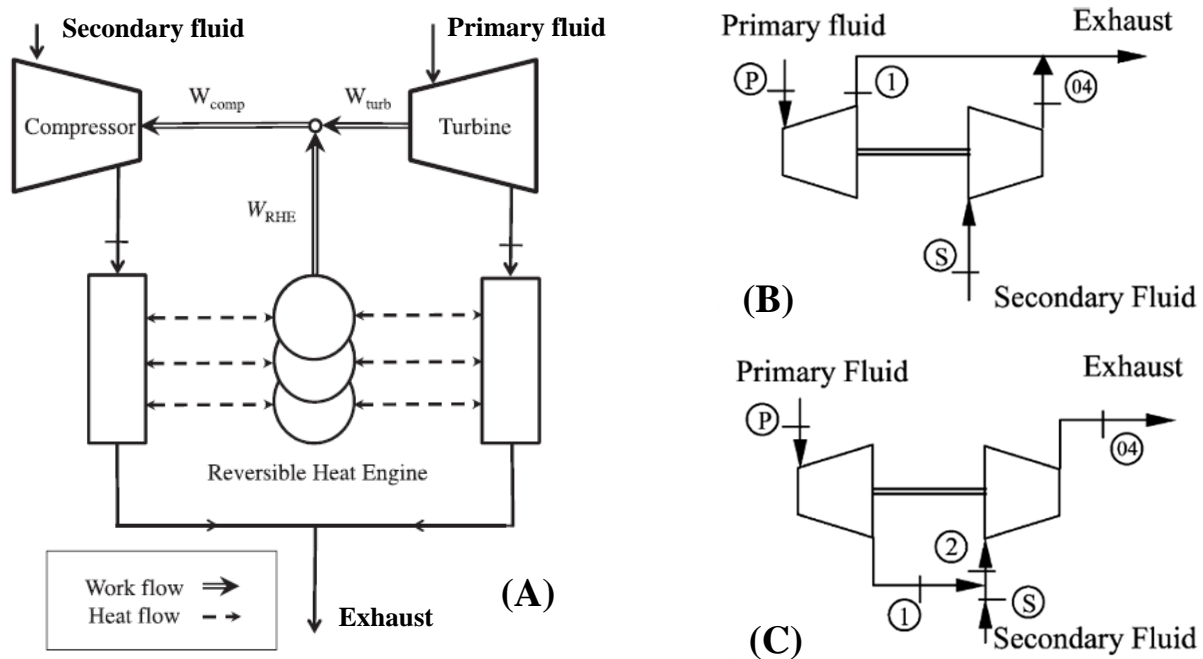 Secondary fluid
Primary fluid
W_comp
W_turb
Compressor
Turbine
W_RHE
Reversible Heat Engine
Work flow
Heat flow
Exhaust
(A)
Primary fluid
Exhaust
P
1
04
S
(B)
Secondary Fluid
Primary Fluid
Exhaust
P
04
2
1
S
(C)
Secondary Fluid